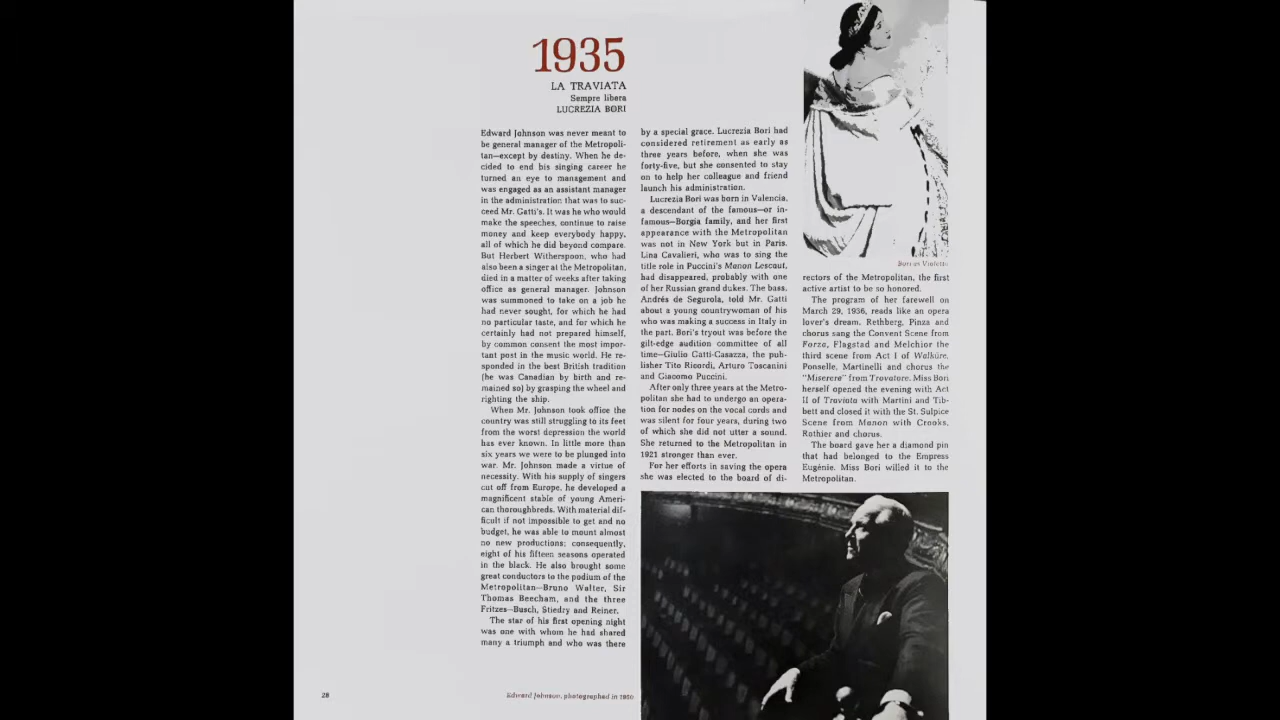 1935
LA TRAVIATA
Sempre libera
LUCREZIA BORI
Edward Johnson was never meant to
be general manager of the Metropoli-
tan—except by destiny. When he de-
cided to end his singing career he
turned an eye to management and
was engaged as an assistant manager
in the administration that was to suc-
ceed Mr. Gatti's. It was he who would
make the speeches, continue to raise
money and keep everybody happy,
all of which he did beyond compare.
But Herbert Witherspoon, who had
also been a singer at the Metropolitan,
died in a matter of weeks after taking
office as general manager. Johnson
was summoned to take on a job he
had never sought, for which he had
no particular taste, and for which he
certainly had not prepared himself,
by common consent the most impor-
tant post in the music world. He re-
sponded in the best British tradition
(he was Canadian by birth and re-
mained so) by grasping the wheel and
righting the ship.
When Mr. Johnson took office the
country was still struggling to its feet
from the worst depression the world
has ever known. In little more than
six years we were to be plunged into
war. Mr. Johnson made a virtue of
necessity. With his supply of singers
cut off from Europe, he developed a
magnificent stable of young Ameri-
can thoroughbreds. With material dif-
ficult if not impossible to get and no
budget, he was able to mount almost
no new productions; consequently,
eight of his fifteen seasons operated
in the black. He also brought some
great conductors to the podium of the
Metropolitan—Bruno Walter, Sir
Thomas Beecham, and the three
Fritzes—Busch, Stiedry and Reiner.
The star of his first opening night
was one with whom he had shared
many a triumph and who was there
by a special grace. Lucrezia Bori had
considered retirement as early as
three years before, when she was
forty-five, but she consented to stay
on to help her colleague and friend
launch his administration.
Lucrezia Bori was born in Valencia,
a descendant of the famous—or in-
famous—Borgia family, and her first
appearance with the Metropolitan
was not in New York but in Paris.
Lina Cavalieri, who was to sing the
title role in Puccini's Manon Lescaut,
had disappeared, probably with one
of her Russian grand dukes. The bass,
Andrés de Segurola, told Mr. Gatti
about a young countrywoman of his
who was making a success in Italy in
the part. Bori's tryout was before the
gilt-edge audition committee of all
time—Giulio Gatti-Casazza, the pub-
lisher Tito Ricordi, Arturo Toscanini
and Giacomo Puccini.
After only three years at the Metro-
politan she had to undergo an opera-
tion for nodes on the vocal cords and
was silent for four years, during two
of which she did not utter a sound.
She returned to the Metropolitan in
1921 stronger than ever.
For her efforts in saving the opera
she was elected to the board of di-
Bori as Violetta
rectors of the Metropolitan, the first
active artist to be so honored.
The program of her farewell on
March 29, 1936, reads like an opera
lover's dream. Rethberg, Pinza and
chorus sang the Convent Scene from
Forza, Flagstad and Melchior the
third scene from Act I of Walküre,
Ponselle, Martinelli and chorus the
"Miserere" from Trovatore. Miss Bori
herself opened the evening with Act
II of Traviata with Martini and Tib-
bett and closed it with the St. Sulpice
Scene from Manon with Crooks,
Rothier and chorus.
The board gave her a diamond pin
that had belonged to the Empress
Eugénie. Miss Bori willed it to the
Metropolitan.
28
Edward Johnson, photographed in 1950